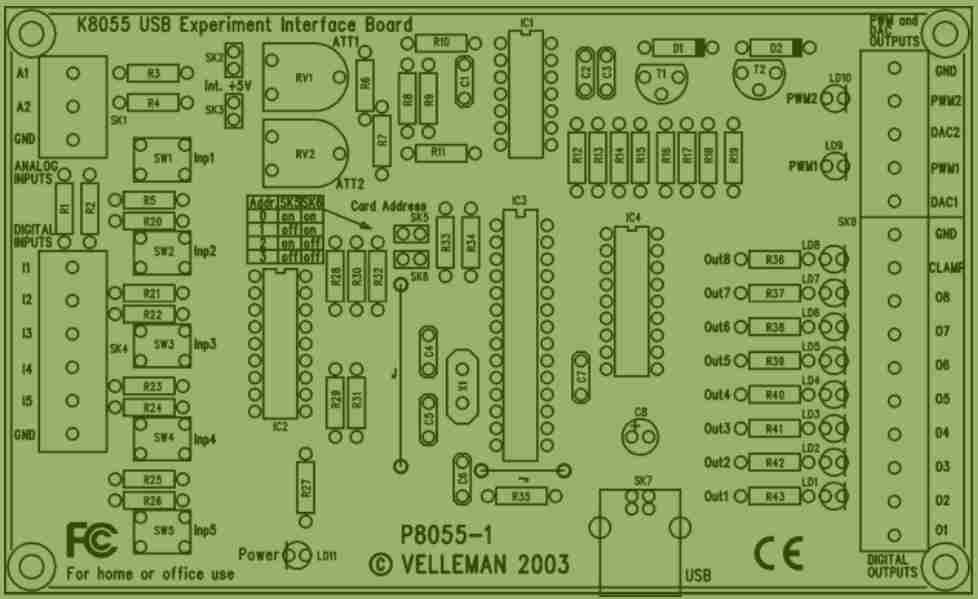 K8055 USB Experiment Interface Board
PWM and
DAC
OUTPUTS
IC1
ATT1
R10
D1
D2
SK2
A1
R3
RV1
R6
C1
C2
C3
T1
T2
LD10
GND
Int. +5V
A2
R4
R8
R9
PWM2
PWM2
SK3
SK1
DAC2
GND
R7
R11
R12
R13
R14
R15
R16
R17
R18
R19
LD9
SW1
Inp1
RV2
PWM1
PWM1
ANALOG
INPUTS
ATT2
R1
R2
R5
Addr
SK5
SK6
0 on on
1 off on
2 on off
3 off off
Card Address
SK5
IC3
IC4
DAC1
R20
SK8
DIGITAL
INPUTS
R33
R34
GND
SW2
Inp2
SK6
Out8
R36
LD8
I1
R28
R30
R32
CLAMP
I2
R21
Out7
R37
LD7
O8
R22
I3
Out6
R38
LD6
O7
SK4
SW3
Inp3
C4
J
X1
C7
I4
Out5
R39
LD5
O6
R23
R29
R31
Out4
R40
LD4
I5
R24
O5
C5
IC2
C8
+
GND
SW4
Inp4
Out3
R41
LD3
O4
R25
R27
C6
J
Out2
R42
LD2
O3
R26
R35
SK7
Out1
R43
LD1
O2
FC
SW5
Inp5
P8055-1
O1
Power
LD11
© VELLEMAN 2003
CE
DIGITAL
OUTPUTS
For home or office use
USB